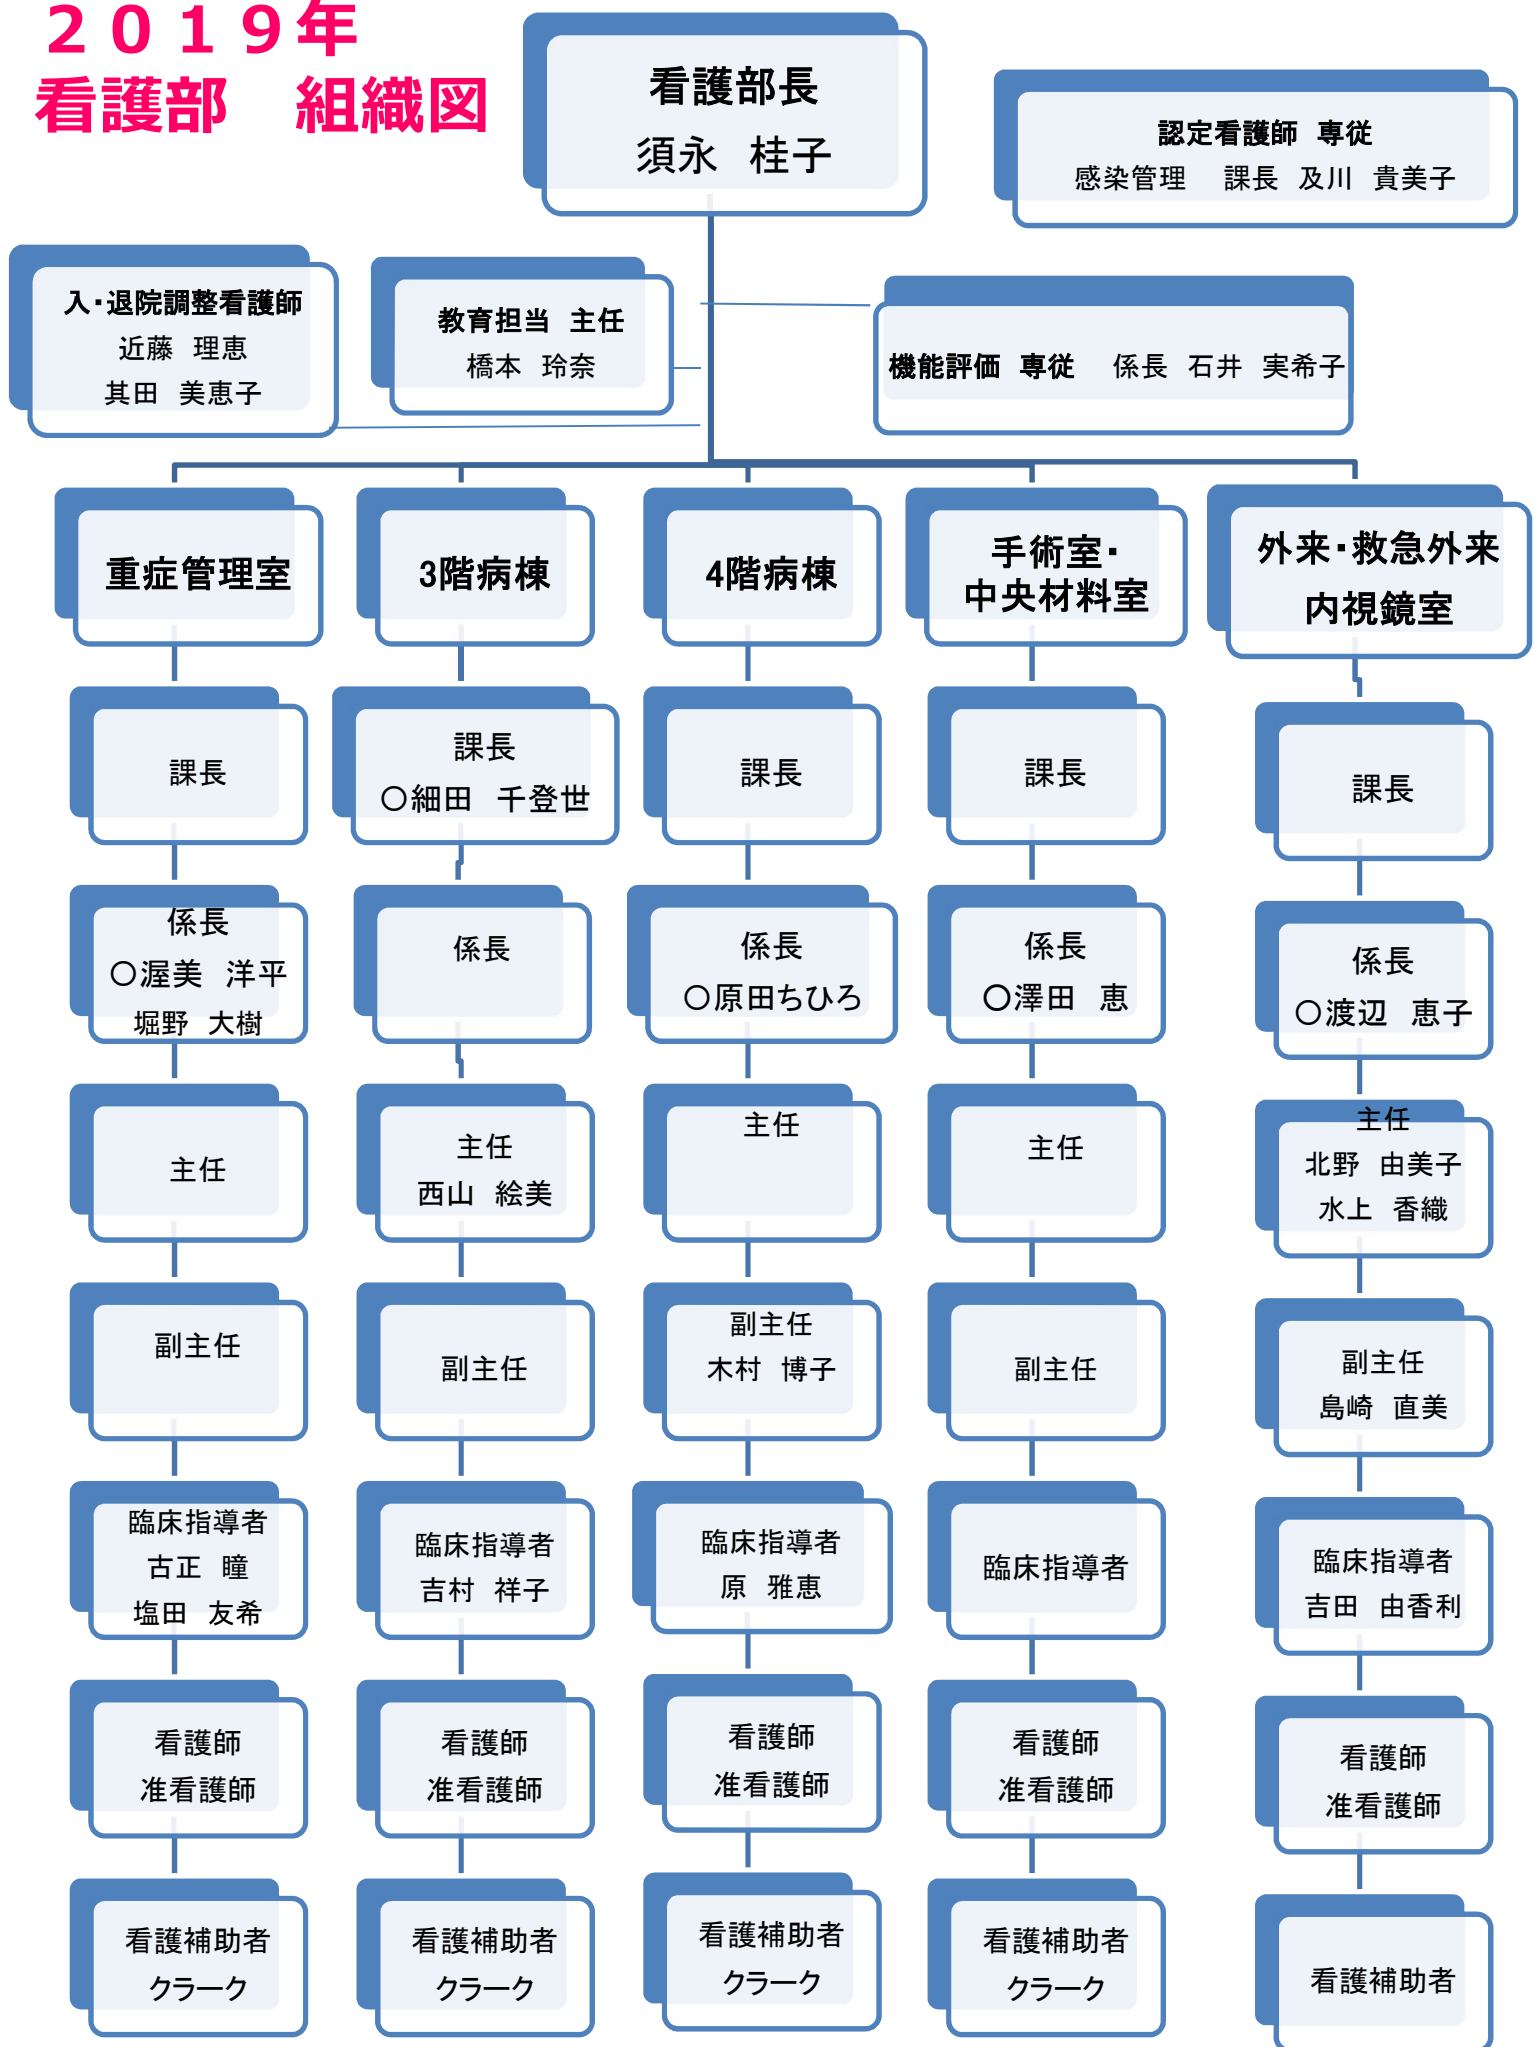 ２０１９年
看護部　組織図
看護部長
須永　桂子
認定看護師　専従
感染管理　課長　及川　貴美子
入・退院調整看護師
近藤　理恵
其田　美恵子
教育担当　主任
橋本　玲奈
機能評価　専従　係長　石井　実希子
重症管理室
課長
係長
〇渥美　洋平
堀野　大樹
主任
副主任
臨床指導者
古正　瞳
塩田　友希
看護師
准看護師
看護補助者
クラーク
3階病棟
課長
〇細田　千登世
係長
主任
西山　絵美
副主任
臨床指導者
吉村　祥子
看護師
准看護師
看護補助者
クラーク
4階病棟
課長
係長
〇原田ちひろ
主任
副主任
木村　博子
臨床指導者
原　雅恵
看護師
准看護師
看護補助者
クラーク
手術室・
中央材料室
課長
係長
〇澤田　恵
主任
副主任
臨床指導者
看護師
准看護師
看護補助者
クラーク
外来・救急外来
内視鏡室
課長
係長
〇渡辺　恵子
主任
北野　由美子
水上　香織
副主任
島崎　直美
臨床指導者
吉田　由香利
看護師
准看護師
看護補助者